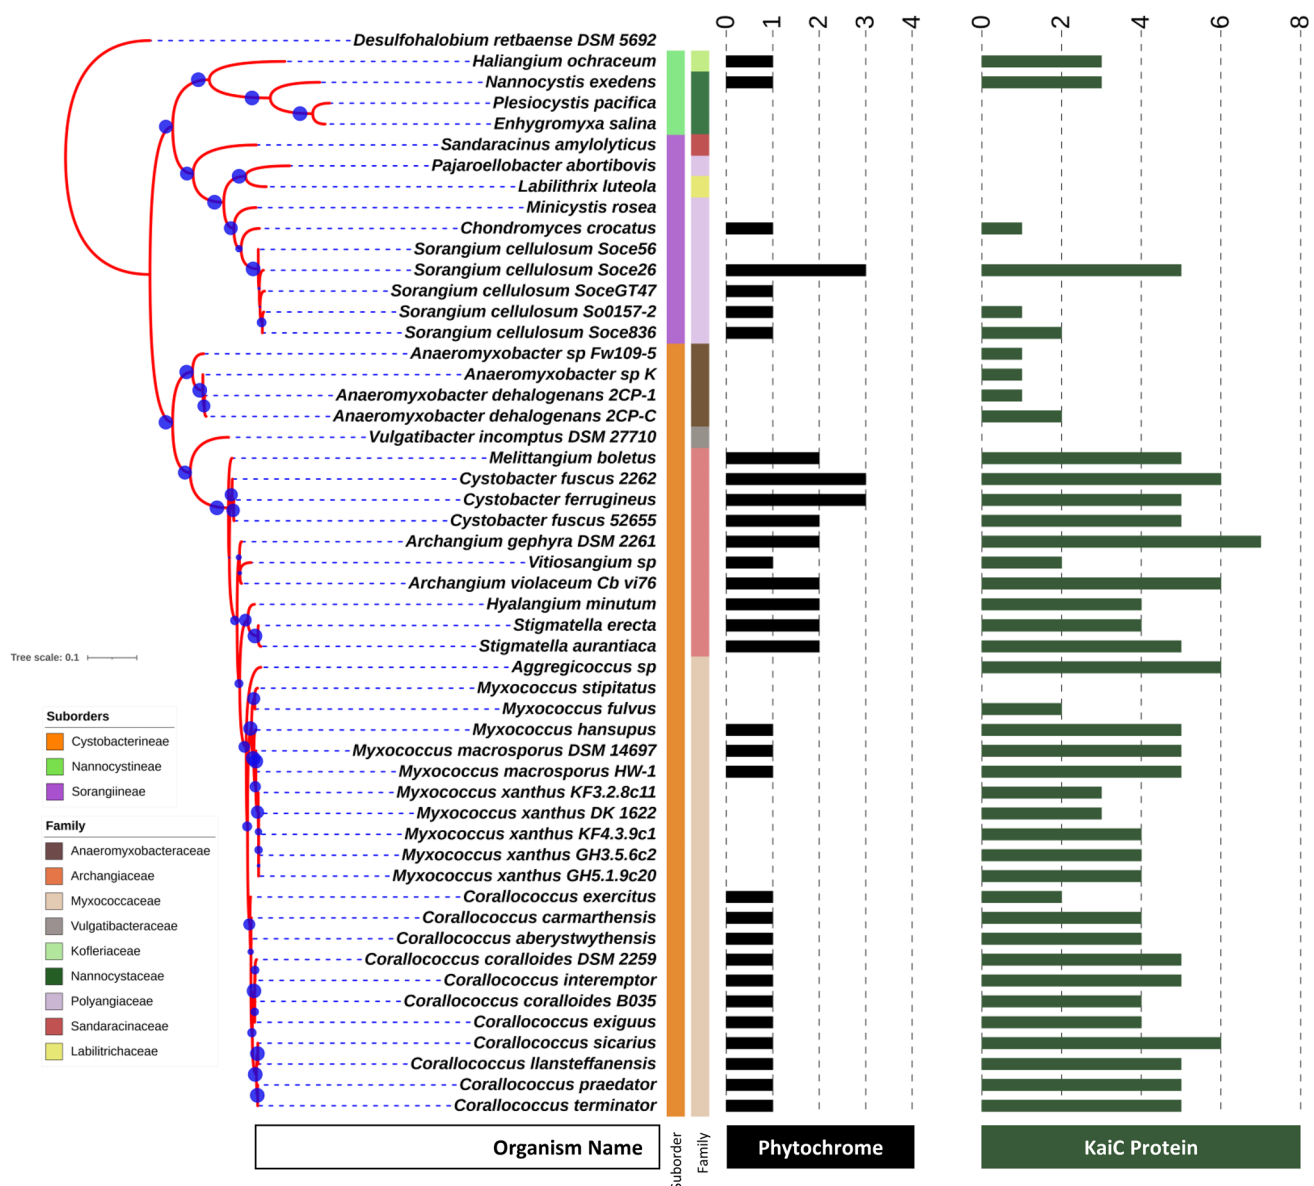 0 1 2 3 4 0 2 4 6 8
Desulfohalobium retbaense DSM 5692
Haliangium ochraceum
Nannocystis exedens
Plesiocystis pacifica
Enhygromyxa salina
Sandaracinus amylolyticus
Pajaroellobacter abortibovis
Labilithrix luteola
Minicystis rosea
Chondromyces crocatus
Sorangium cellulosum Soce56
Sorangium cellulosum Soce26
Sorangium cellulosum SoceGT47
Sorangium cellulosum So0157-2
Sorangium cellulosum Soce836
Anaeromyxobacter sp Fw109-5
Anaeromyxobacter sp K
Anaeromyxobacter dehalogenans 2CP-1
Anaeromyxobacter dehalogenans 2CP-C
Vulgatibacter incomptus DSM 27710
Melittangium boletus
Cystobacter fuscus 2262
Cystobacter ferrugineus
Cystobacter fuscus 52655
Archangium gephyra DSM 2261
Vitiosangium sp
Archangium violaceum Cb vi76
Hyalangium minutum
Stigmatella erecta
Stigmatella aurantiaca
Aggregicoccus sp
Myxococcus stipitatus
Myxococcus fulvus
Myxococcus hansupus
Myxococcus macrosporus DSM 14697
Myxococcus macrosporus HW-1
Myxococcus xanthus KF3.2.8c11
Myxococcus xanthus DK 1622
Myxococcus xanthus KF4.3.9c1
Myxococcus xanthus GH3.5.6c2
Myxococcus xanthus GH5.1.9c20
Corallococcus exercitus
Corallococcus carmarthensis
Corallococcus aberystwythensis
Corallococcus coralloides DSM 2259
Corallococcus interemptor
Corallococcus coralloides B035
Corallococcus exiguus
Corallococcus sicarius
Corallococcus llansteffanensis
Corallococcus praedator
Corallococcus terminator
Tree scale: 0.1
Suborders
Cystobacterineae
Nannocystineae
Sorangiineae
Family
Anaeromyxobacteraceae
Archangiaceae
Myxococcaceae
Vulgatibacteraceae
Kofleriaceae
Nannocystaceae
Polyangiaceae
Sandaracinaceae
Labilitrichaceae
Organism Name
Suborder
Family
Phytochrome
KaiC Protein